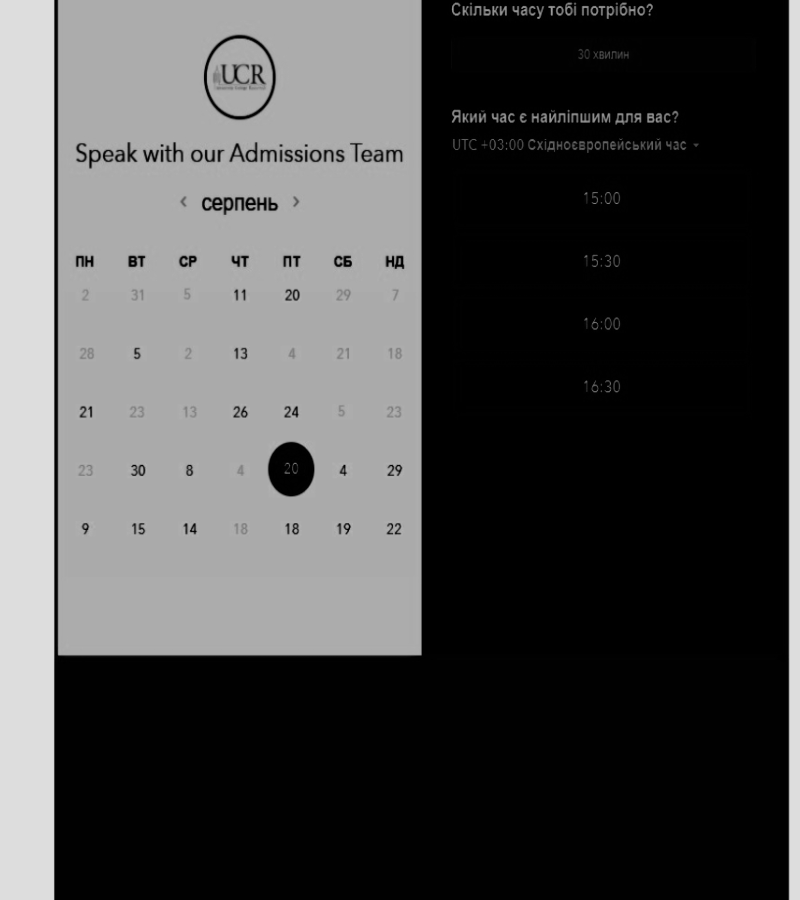 UCR
Speak with our Admissions Team
‹ серпень ›
ПН ВТ СР ЧТ ПТ СБ НД
2 31 5 11 20 29 7
28 5 2 13 4 21 18
21 23 13 26 24 5 23
23 30 8 4 20 4 29
9 15 14 18 18 19 22
Скільки часу тобі потрібно?
30 хвилин
Який час є найліпшим для вас?
UTC +03:00 Східноєвропейський час
15:00
15:30
16:00
16:30